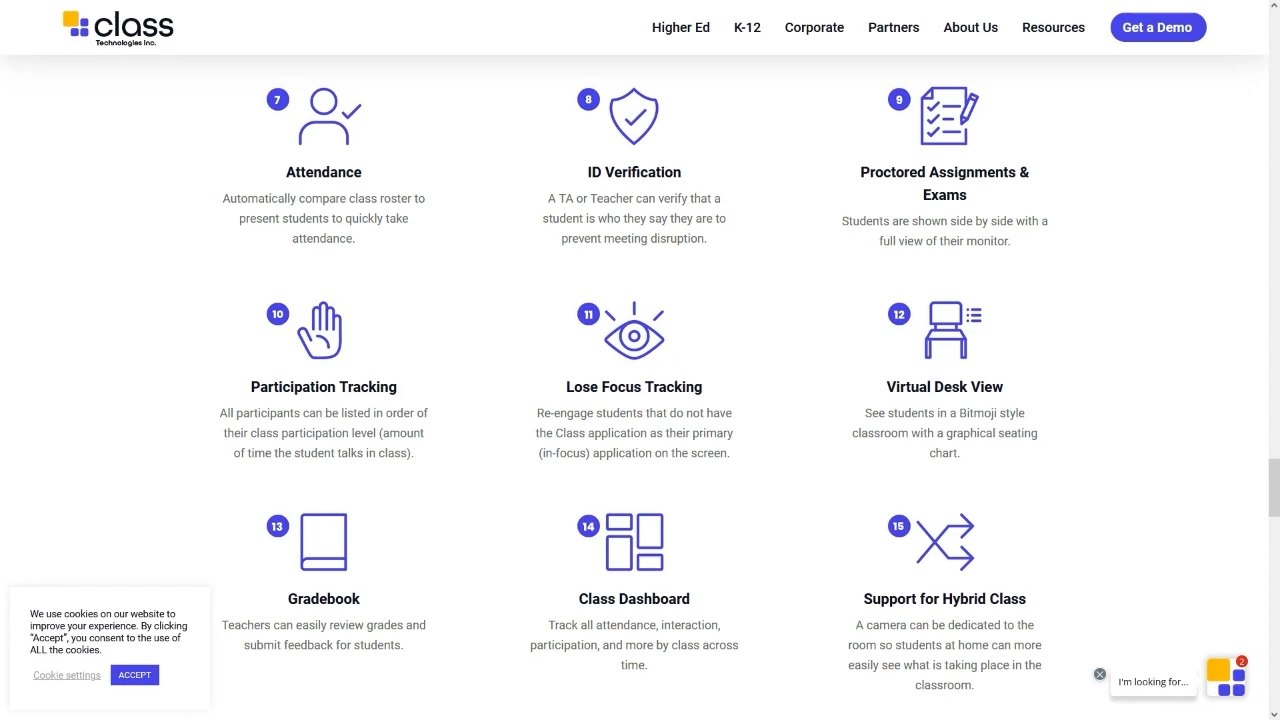 class
Technologies Inc.
Higher Ed
K-12
Corporate
Partners
About Us
Resources
Get a Demo
7
8
9
Attendance
Automatically compare class roster to
present students to quickly take
attendance.
ID Verification
A TA or Teacher can verify that a
student is who they say they are to
prevent meeting disruption.
Proctored Assignments &
Exams
Students are shown side by side with a
full view of their monitor.
10
11
12
Participation Tracking
All participants can be listed in order of
their class participation level (amount
of time the student talks in class).
Lose Focus Tracking
Re-engage students that do not have
the Class application as their primary
(in-focus) application on the screen.
Virtual Desk View
See students in a Bitmoji style
classroom with a graphical seating
chart.
13
14
15
Gradebook
Teachers can easily review grades and
submit feedback for students.
Class Dashboard
Track all attendance, interaction,
participation, and more by class across
time.
Support for Hybrid Class
A camera can be dedicated to the
room so students at home can more
easily see what is taking place in the
classroom.
We use cookies on our website to
improve your experience. By clicking
“Accept”, you consent to the use of
ALL the cookies.
Cookie settings
ACCEPT
I'm looking for...
2